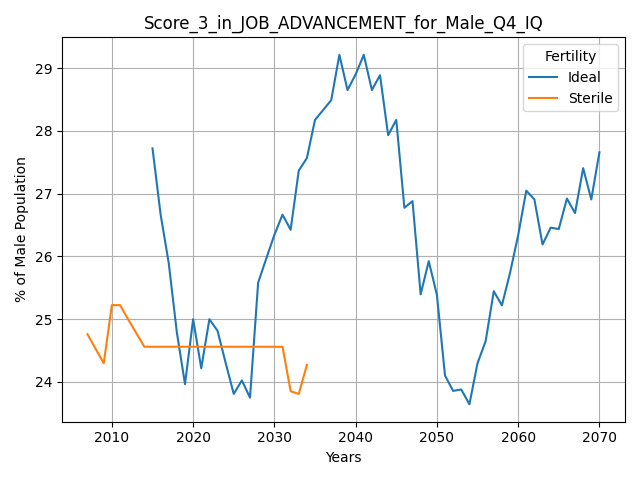 Score_3_in_JOB_ADVANCEMENT_for_Male_Q4_IQ
Fertility
Ideal
Sterile
% of Male Population
29
28
27
26
25
24
2010 2020 2030 2040 2050 2060 2070
Years